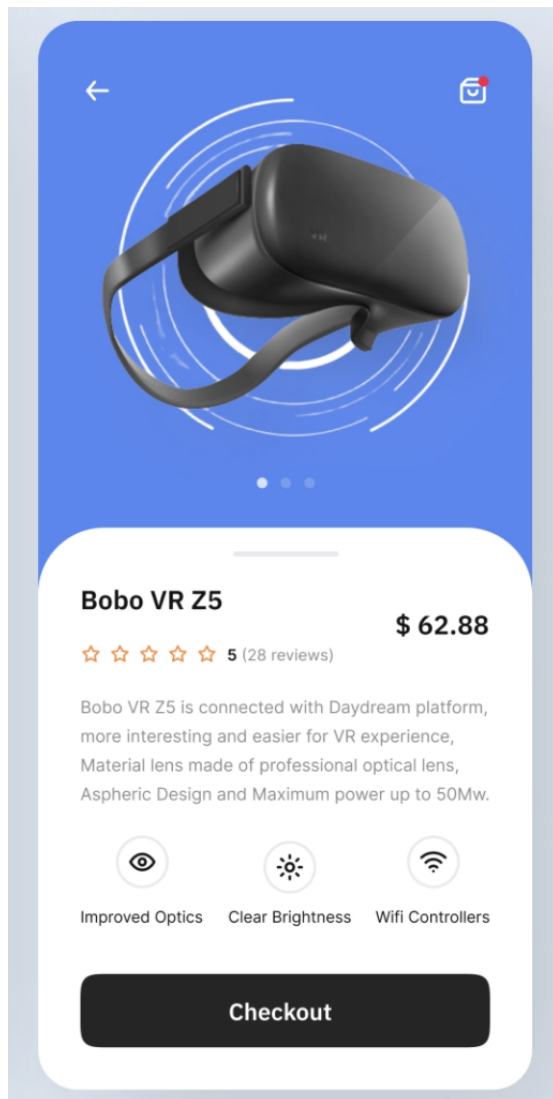 Bobo VR Z5
$ 62.88
5 (28 reviews)
Bobo VR Z5 is connected with Daydream platform,
more interesting and easier for VR experience,
Material lens made of professional optical lens,
Aspheric Design and Maximum power up to 50Mw.
Improved Optics
Clear Brightness
Wifi Controllers
Checkout